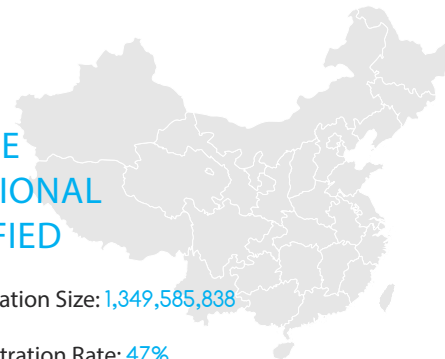 E
IONAL
FIED
ation Size: 1,349,585,838
tration Rate: 47%